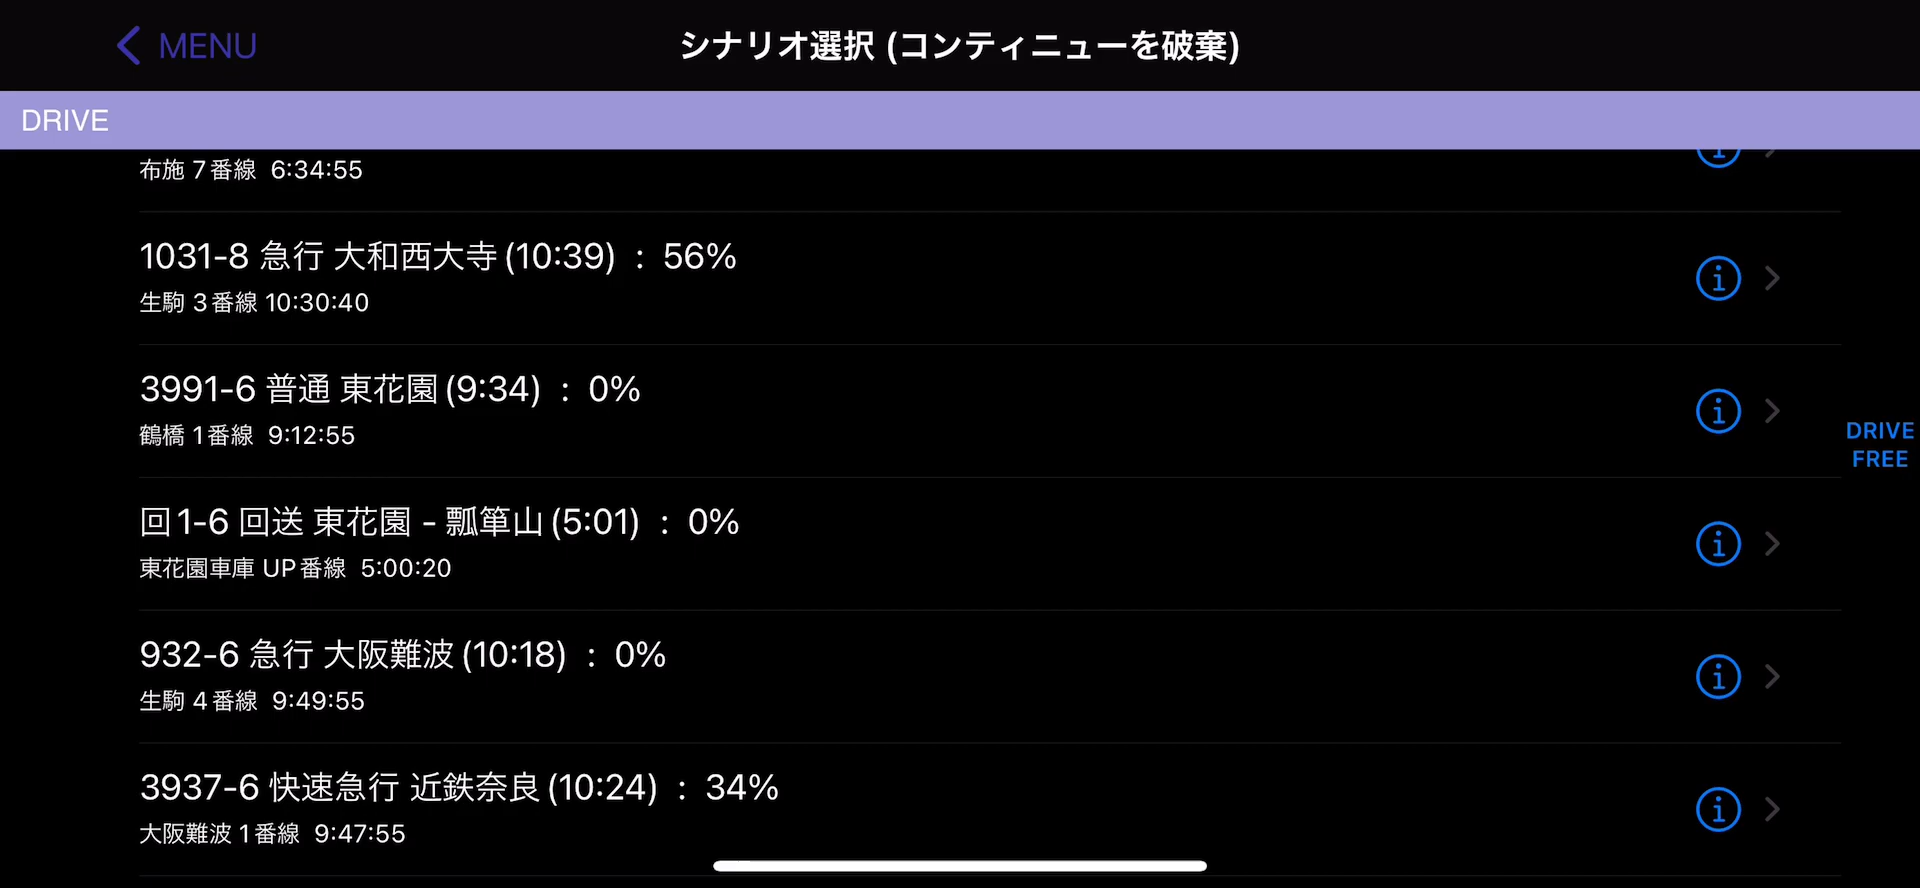 MENU
シナリオ選択 (コンティニューを破棄)
DRIVE
布施 7番線 6:34:55
1031-8 急行 大和西大寺(10:39) : 56%
生駒 3番線 10:30:40
3991-6 普通 東花園(9:34) : 0%
鶴橋 1番線 9:12:55
DRIVE
FREE
回1-6 回送 東花園 - 瓢箪山(5:01) : 0%
東花園車庫 UP番線 5:00:20
932-6 急行 大阪難波(10:18) : 0%
生駒 4番線 9:49:55
3937-6 快速急行 近鉄奈良(10:24) : 34%
大阪難波 1番線 9:47:55